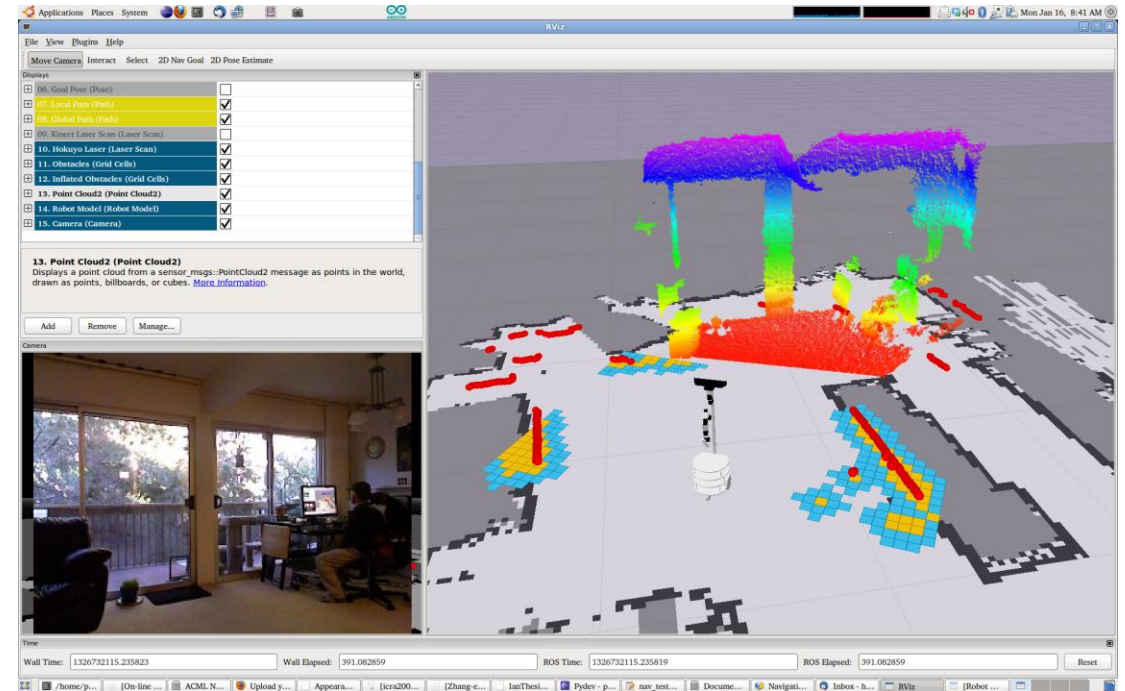 Applications Places System
Mon Jan 16, 8:41 AM
RViz
File View Plugins Help
Move Camera Interact Select 2D Nav Goal 2D Pose Estimate
Displays
06. Goal Pose (Pose)
07. Local Path (Path)
08. Global Path (Path)
09. Kinect Laser Scan (Laser Scan)
10. Hokuyo Laser (Laser Scan)
11. Obstacles (Grid Cells)
12. Inflated Obstacles (Grid Cells)
13. Point Cloud2 (Point Cloud2)
14. Robot Model (Robot Model)
15. Camera (Camera)
13. Point Cloud2 (Point Cloud2)
Displays a point cloud from a sensor_msgs::PointCloud2 message as points in the world,
drawn as points, billboards, or cubes. More Information.
Add Remove Manage...
Camera
Time
Wall Time: 1326732115.235823 Wall Elapsed: 391.082859 ROS Time: 1326732115.235819 ROS Elapsed: 391.082859 Reset
/home/p... [On-line ... ACML N... Upload y... Appeara... [icra200... [Zhang-e... IanThesi... Pydev - p... nav_test... Docume... Navigati... Inbox - h... RViz [Robot ...